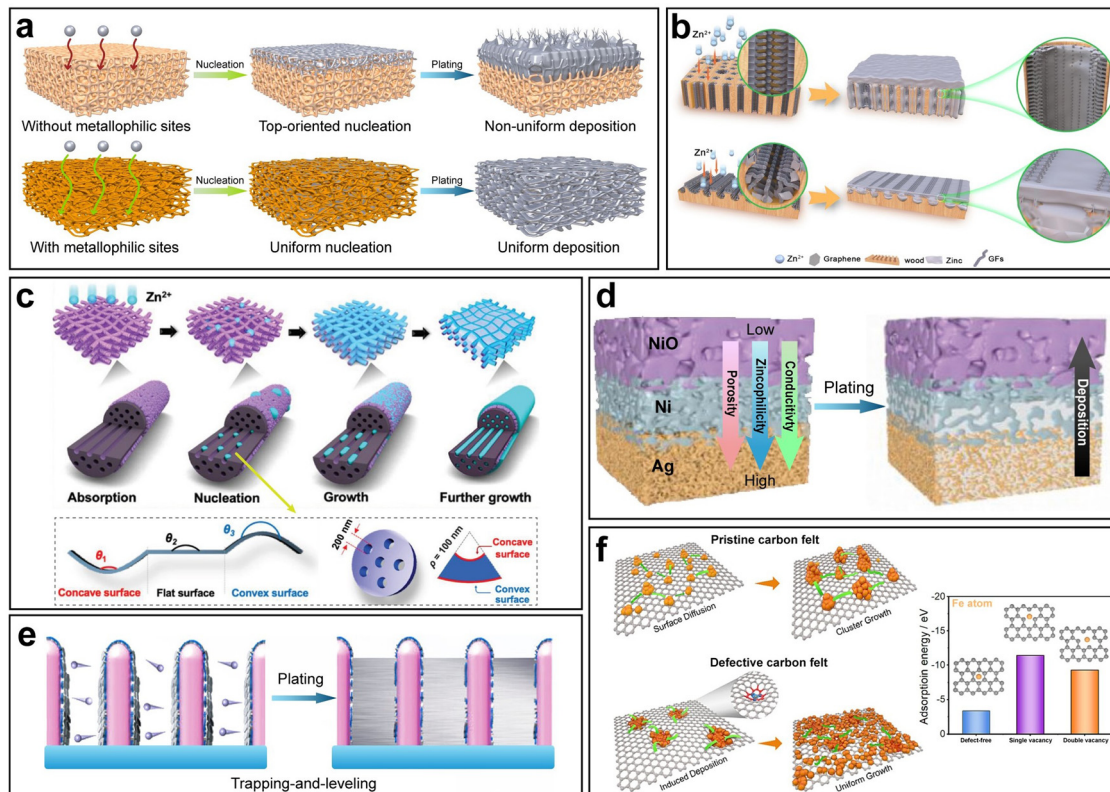 a
Nucleation
Plating
Without metallophilic sites
Top-oriented nucleation
Non-uniform deposition
Nucleation
Plating
With metallophilic sites
Uniform nucleation
Uniform deposition
b
Zn²⁺
Zn²⁺
Zn²⁺
Graphene
wood
Zinc
GFs
c
Zn²⁺
Absorption
Nucleation
Growth
Further growth
θ₁
θ₂
θ₃
Concave surface
Flat surface
Convex surface
200 nm
ρ = 100 nm
Concave
surface
Convex
surface
d
NiO
Ni
Ag
Low
Porosity
Zincophilicity
Conducitivty
High
Plating
Deposition
e
Plating
Trapping-and-leveling
f
Pristine carbon felt
Surface Diffusion
Cluster Growth
Defective carbon felt
Induced Deposition
Uniform Growth
Adsorptioin energy / eV
-20
-15
-10
-5
0
Fe atom
Defect-free
Single vacancy
Double vacancy